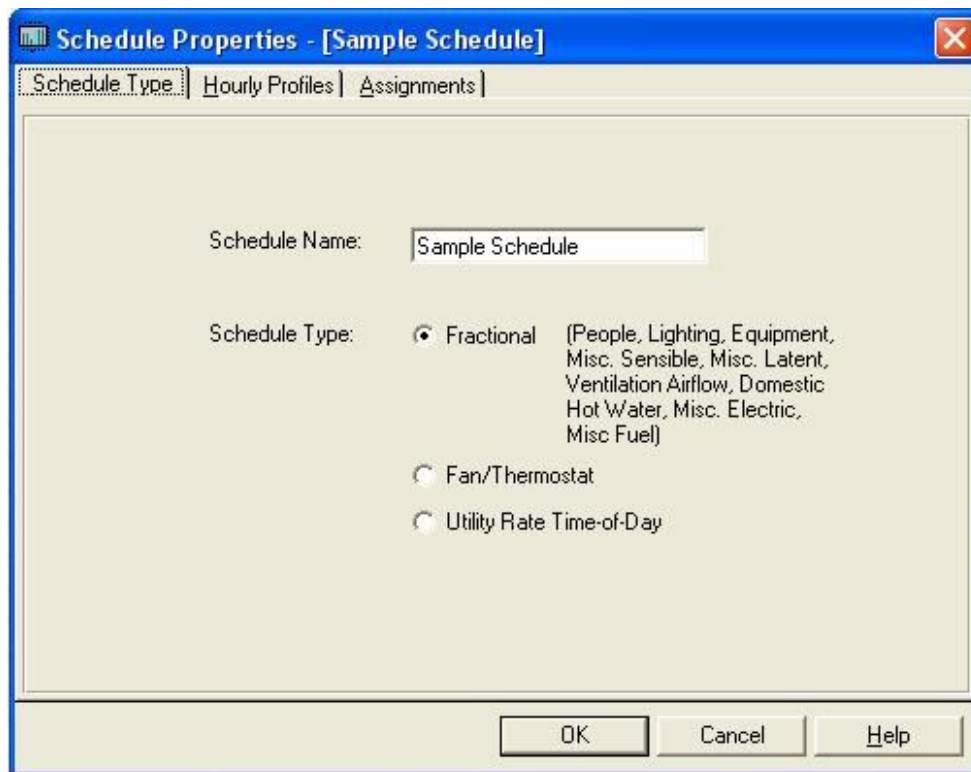 Schedule Properties - [Sample Schedule]
Schedule Type Hourly Profiles Assignments
Schedule Name: Sample Schedule
Schedule Type: Fractional (People, Lighting, Equipment,
Misc. Sensible, Misc. Latent,
Ventilation Airflow, Domestic
Hot Water, Misc. Electric,
Misc Fuel)
Fan/Thermostat
Utility Rate Time-of-Day
OK Cancel Help